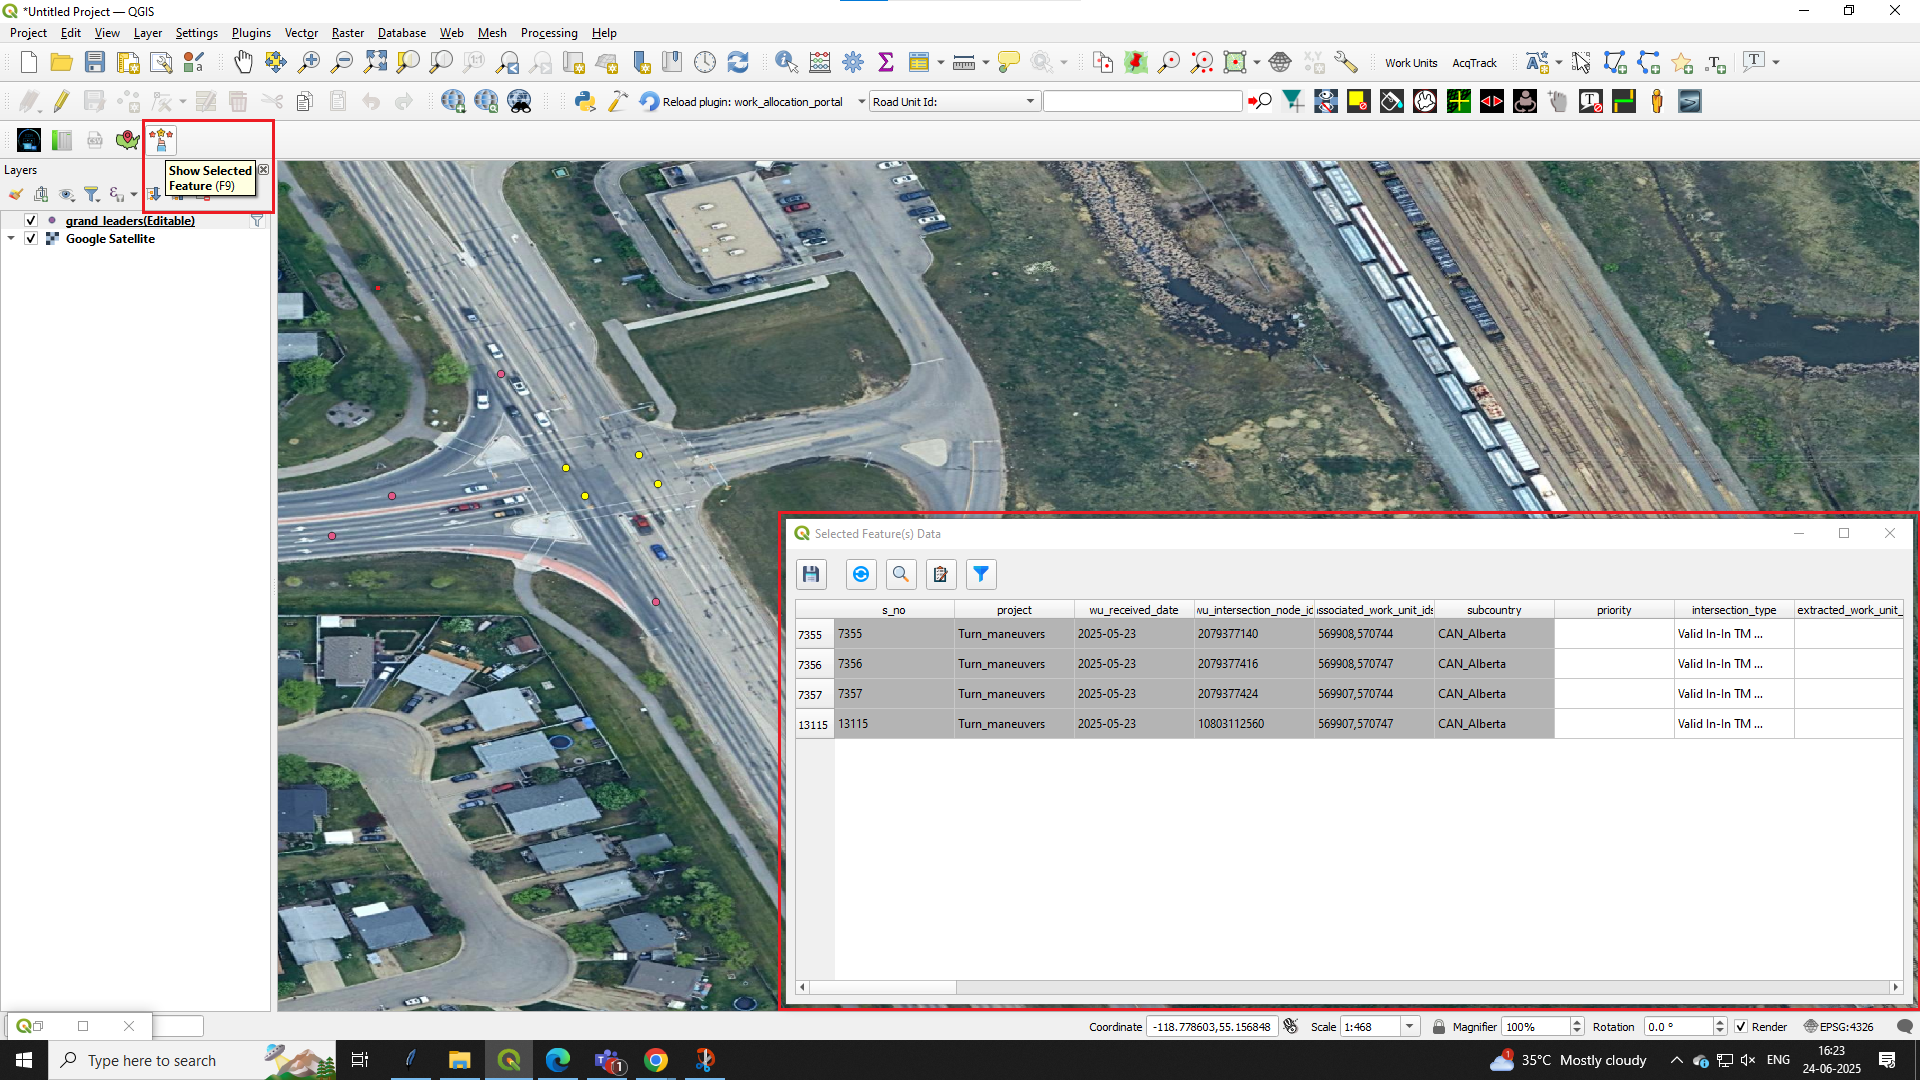 *Untitled Project — QGIS
Project Edit View Layer Settings Plugins Vector Raster Database Web Mesh Processing Help
Work Units AcqTrack
Reload plugin: work_allocation_portal Road Unit Id:
Show Selected
Feature (F9)
Layers
grand_leaders(Editable)
Google Satellite
Selected Feature(s) Data
s_no project wu_received_date wu_intersection_node_id associated_work_unit_ids subcountry priority intersection_type extracted_work_unit_
7355 7355 Turn_maneuvers 2025-05-23 2079377140 569908,570744 CAN_Alberta Valid In-In TM ...
7356 7356 Turn_maneuvers 2025-05-23 2079377416 569908,570747 CAN_Alberta Valid In-In TM ...
7357 7357 Turn_maneuvers 2025-05-23 2079377424 569907,570744 CAN_Alberta Valid In-In TM ...
13115 13115 Turn_maneuvers 2025-05-23 10803112560 569907,570747 CAN_Alberta Valid In-In TM ...
Coordinate -118.778603,55.156848 Scale 1:468 Magnifier 100% Rotation 0.0 ° Render EPSG:4326
Type here to search 1 1 35°C Mostly cloudy ENG 16:23
24-06-2025